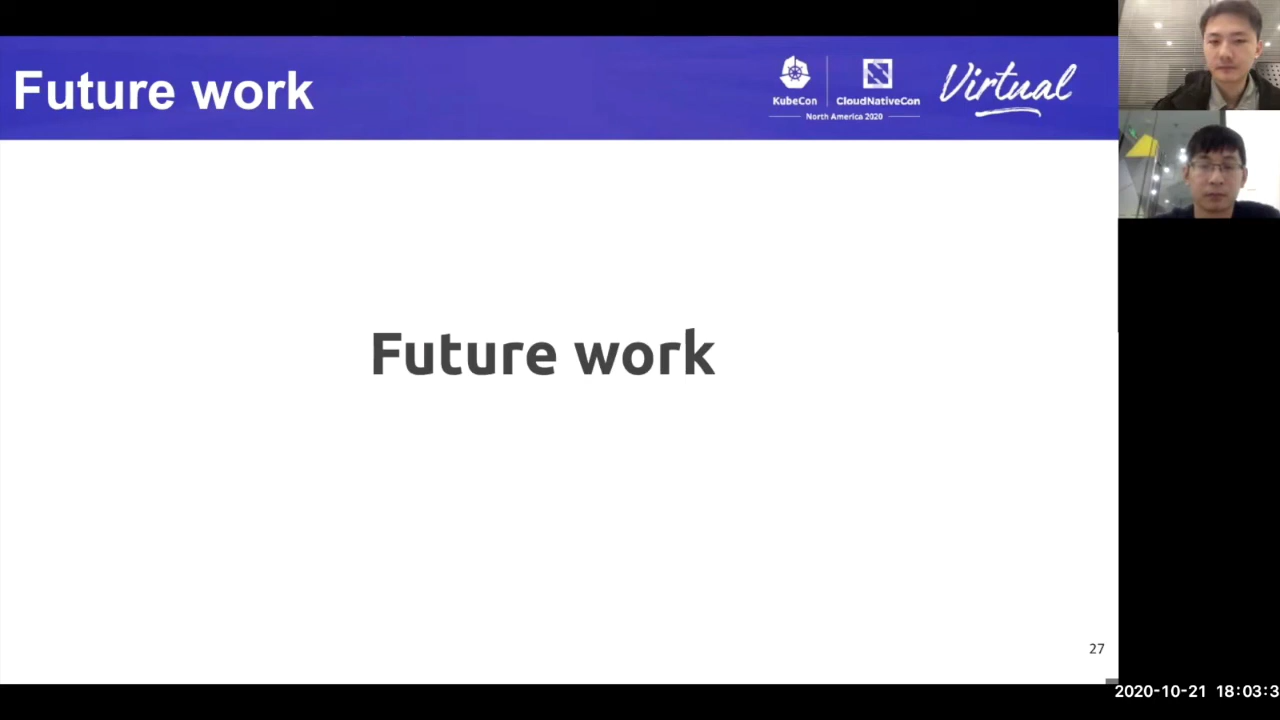 Future work
KubeCon
CloudNativeCon
North America 2020
Virtual
Future work
27
2020-10-21 18:03:3